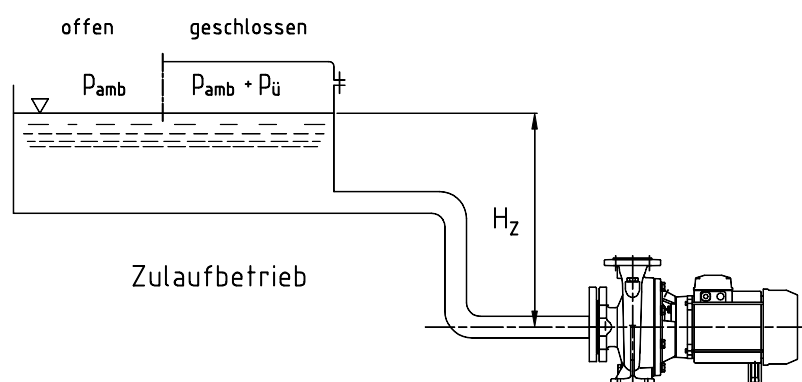 offen geschlossen
Pamb Pamb + Pü
Hz
Zulaufbetrieb